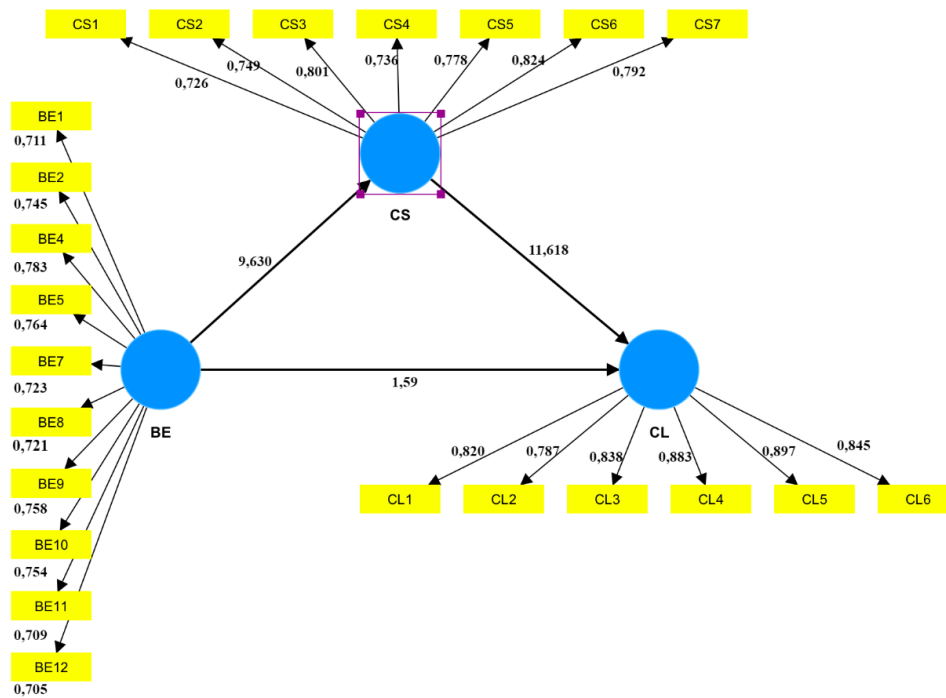 CS1 CS2 CS3 CS4 CS5 CS6 CS7
0,726 0,749 0,801 0,736 0,778 0,824 0,792
BE1
0,711
BE2
0,745
BE4
0,783
BE5
0,764
BE7
0,723
BE8
0,721
BE9
0,758
BE10
0,754
BE11
0,709
BE12
0,705
CS
9,630
11,618
BE
1,59
CL
0,820 0,787 0,838 0,883 0,897 0,845
CL1 CL2 CL3 CL4 CL5 CL6